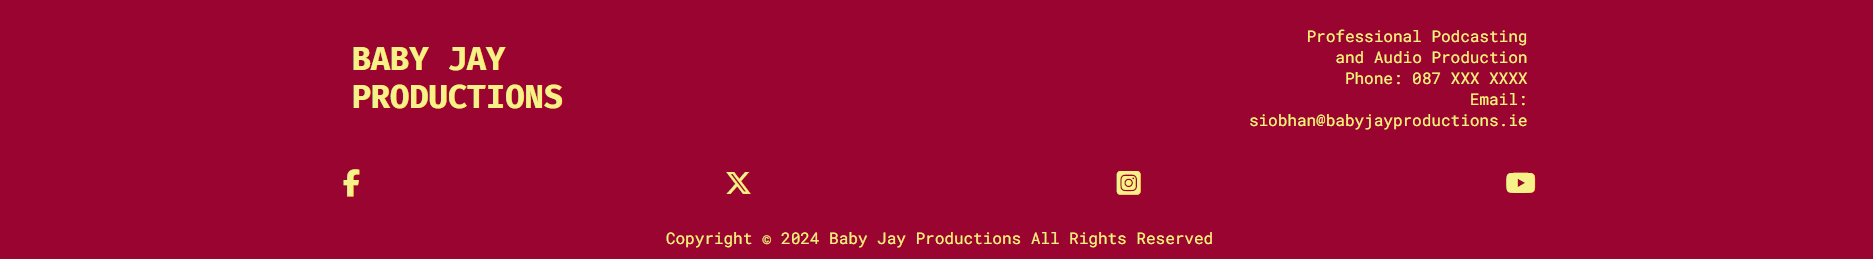 BABY JAY
PRODUCTIONS
Professional Podcasting
and Audio Production
Phone: 087 XXX XXXX
Email:
siobhan@babyjayproductions.ie
Copyright © 2024 Baby Jay Productions All Rights Reserved